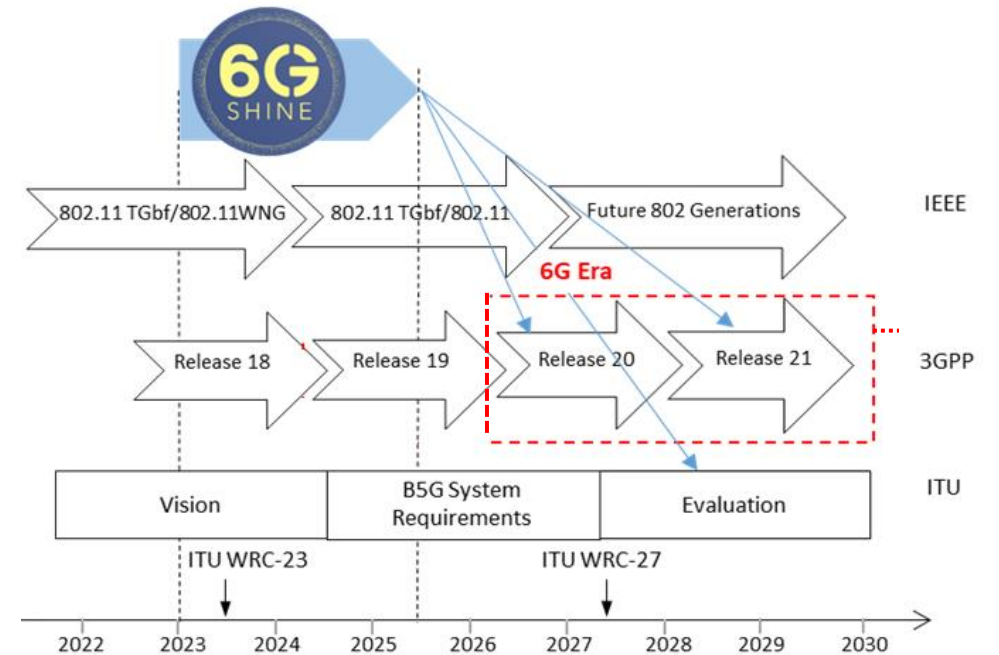 6G
SHINE
802.11 TGbf/802.11WNG
802.11 TGbf/802.11
Future 802 Generations
IEEE
6G Era
Release 18
Release 19
Release 20
Release 21
3GPP
Vision
B5G System
Requirements
Evaluation
ITU
ITU WRC-23
ITU WRC-27
2022
2023
2024
2025
2026
2027
2028
2029
2030